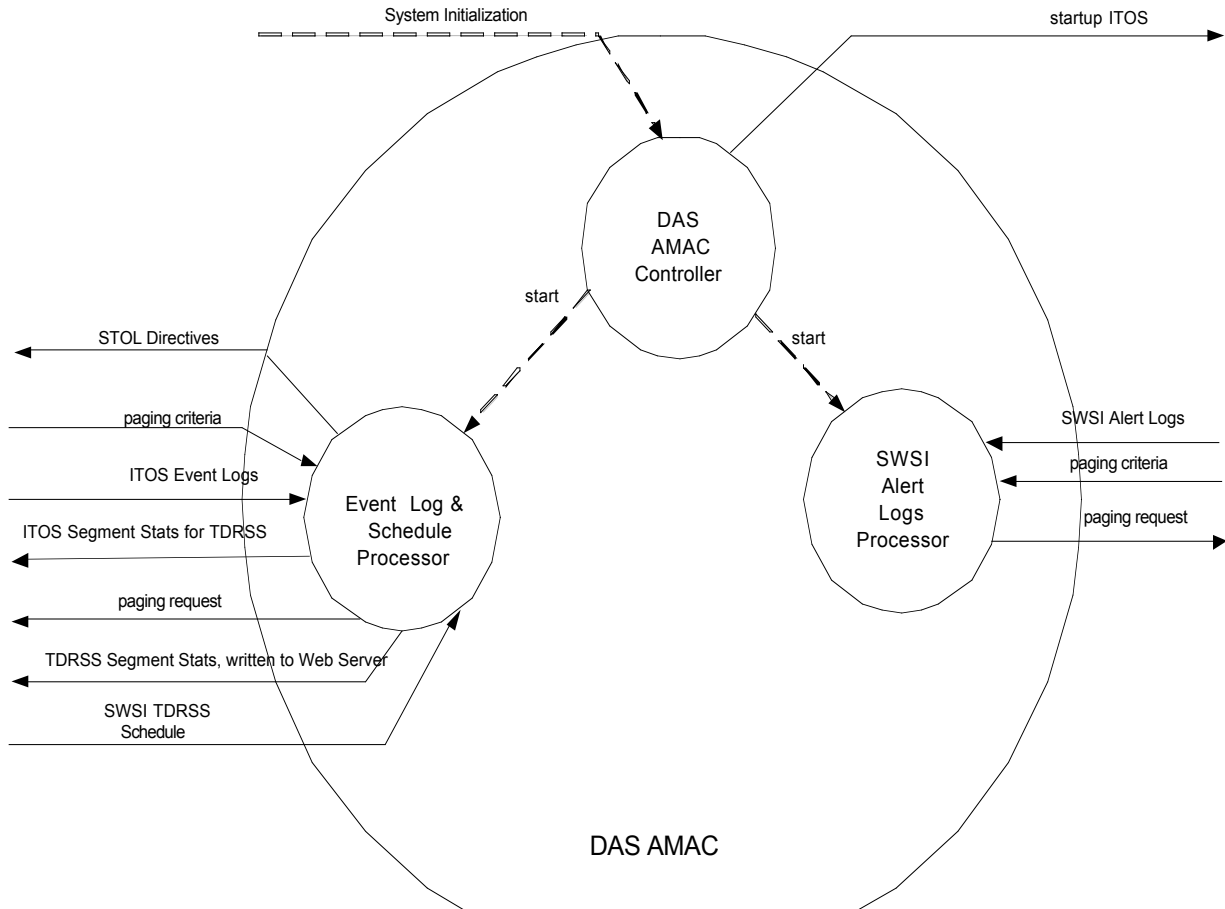 System Initialization
startup ITOS
DAS
AMAC
Controller
start
start
STOL Directives
paging criteria
ITOS Event Logs
ITOS Segment Stats for TDRSS
paging request
TDRSS Segment Stats, written to Web Server
SWSI TDRSS
Schedule
Event Log &
Schedule
Processor
SWSI
Alert
Logs
Processor
SWSI Alert Logs
paging criteria
paging request
DAS AMAC